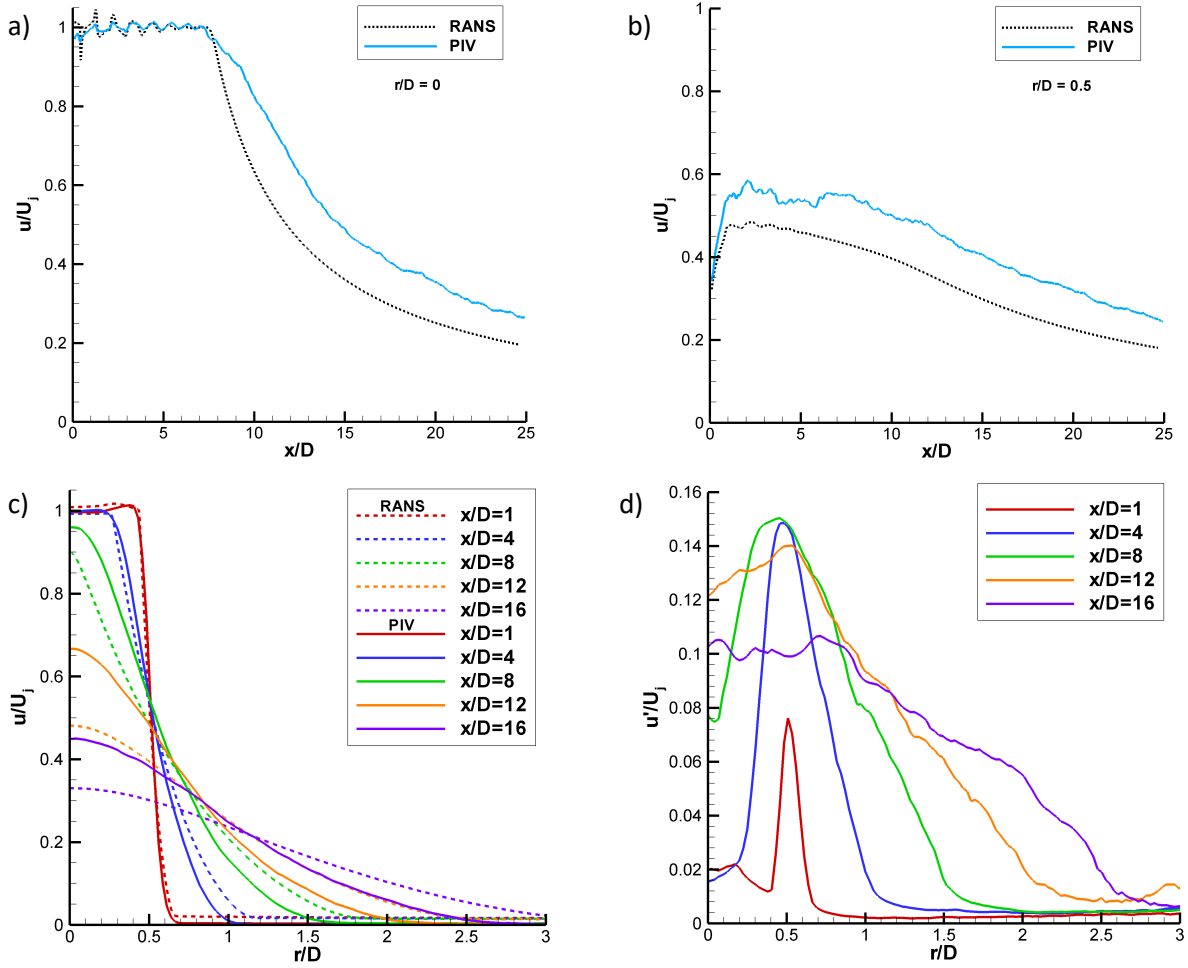 a)
RANS
PIV
r/D = 0
u/Uj
1
0.8
0.6
0.4
0.2
0
0 5 10 15 20 25
x/D
b)
RANS
PIV
r/D = 0.5
u/Uj
1
0.8
0.6
0.4
0.2
0
0 5 10 15 20 25
x/D
c)
RANS
x/D=1
x/D=4
x/D=8
x/D=12
x/D=16
PIV
x/D=1
x/D=4
x/D=8
x/D=12
x/D=16
u/Uj
1
0.8
0.6
0.4
0.2
0
0 0.5 1 1.5 2 2.5 3
r/D
d)
x/D=1
x/D=4
x/D=8
x/D=12
x/D=16
u'/Uj
0.16
0.14
0.12
0.1
0.08
0.06
0.04
0.02
0
0 0.5 1 1.5 2 2.5 3
r/D